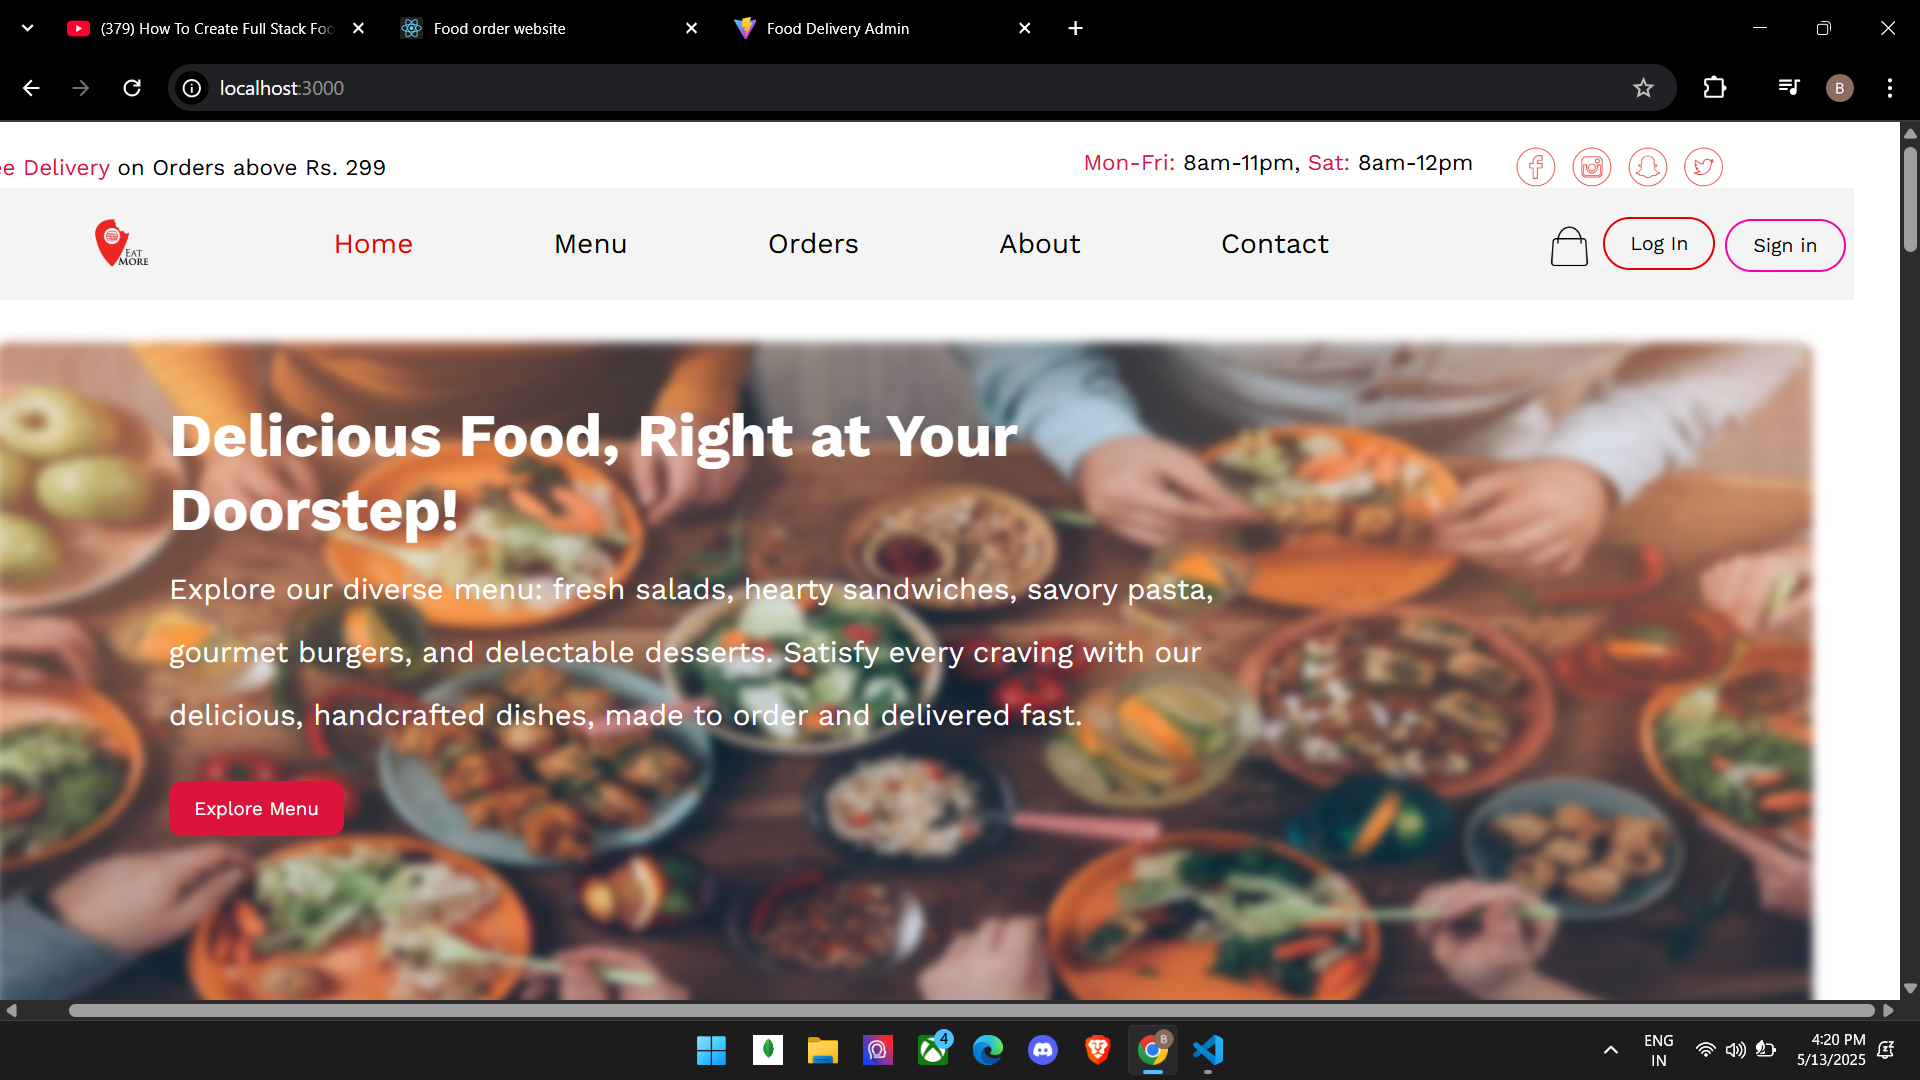 (379) How To Create Full Stack Foo
Food order website
Food Delivery Admin
localhost:3000
B
ee Delivery on Orders above Rs. 299
Mon-Fri: 8am-11pm, Sat: 8am-12pm
EAT
MORE
Home
Menu
Orders
About
Contact
Log In
Sign in
Delicious Food, Right at Your
Doorstep!
Explore our diverse menu: fresh salads, hearty sandwiches, savory pasta,
gourmet burgers, and delectable desserts. Satisfy every craving with our
delicious, handcrafted dishes, made to order and delivered fast.
Explore Menu
4
B
ENG
IN
4:20 PM
5/13/2025